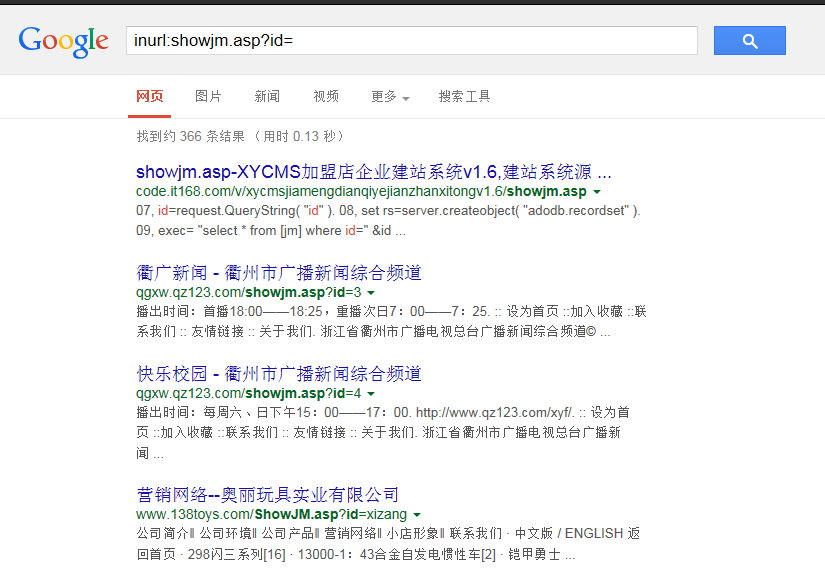 Google
inurl:showjm.asp?id=
网页 图片 新闻 视频 更多 搜索工具
找到约 366 条结果 （用时 0.13 秒）
showjm.asp-XYCMS加盟店企业建站系统v1.6,建站系统源 ...
code.it168.com/v/xycmsjiamengdianqiyejianzhanxitongv1.6/showjm.asp
07, id=request.QueryString( "id" ). 08, set rs=server.createobject( "adodb.recordset" ).
09, exec= "select * from [jm] where id=" &id ...
衢广新闻 - 衢州市广播新闻综合频道
qgxw.qz123.com/showjm.asp?id=3
播出时间：首播18:00——18:25，重播次日7：00——7：25. :: 设为首页 ::加入收藏 ::联
系我们 :: 友情链接 :: 关于我们. 浙江省衢州市广播电视总台广播新闻综合频道© ...
快乐校园 - 衢州市广播新闻综合频道
qgxw.qz123.com/showjm.asp?id=4
播出时间：每周六、日下午15：00——17：00. http://www.qz123.com/xyf/. :: 设为首
页 ::加入收藏 ::联系我们 :: 友情链接 :: 关于我们. 浙江省衢州市广播电视总台广播新
闻 ...
营销网络--奥丽玩具实业有限公司
www.138toys.com/ShowJM.asp?id=xizang
公司简介‖ 公司环境‖ 公司产品‖ 营销网络‖ 小店形象‖ 联系我们 · 中文版 / ENGLISH 返
回首页 · 298闪三系列[16] · 13000-1：43合金自发电惯性车[2] · 铠甲勇士 ...